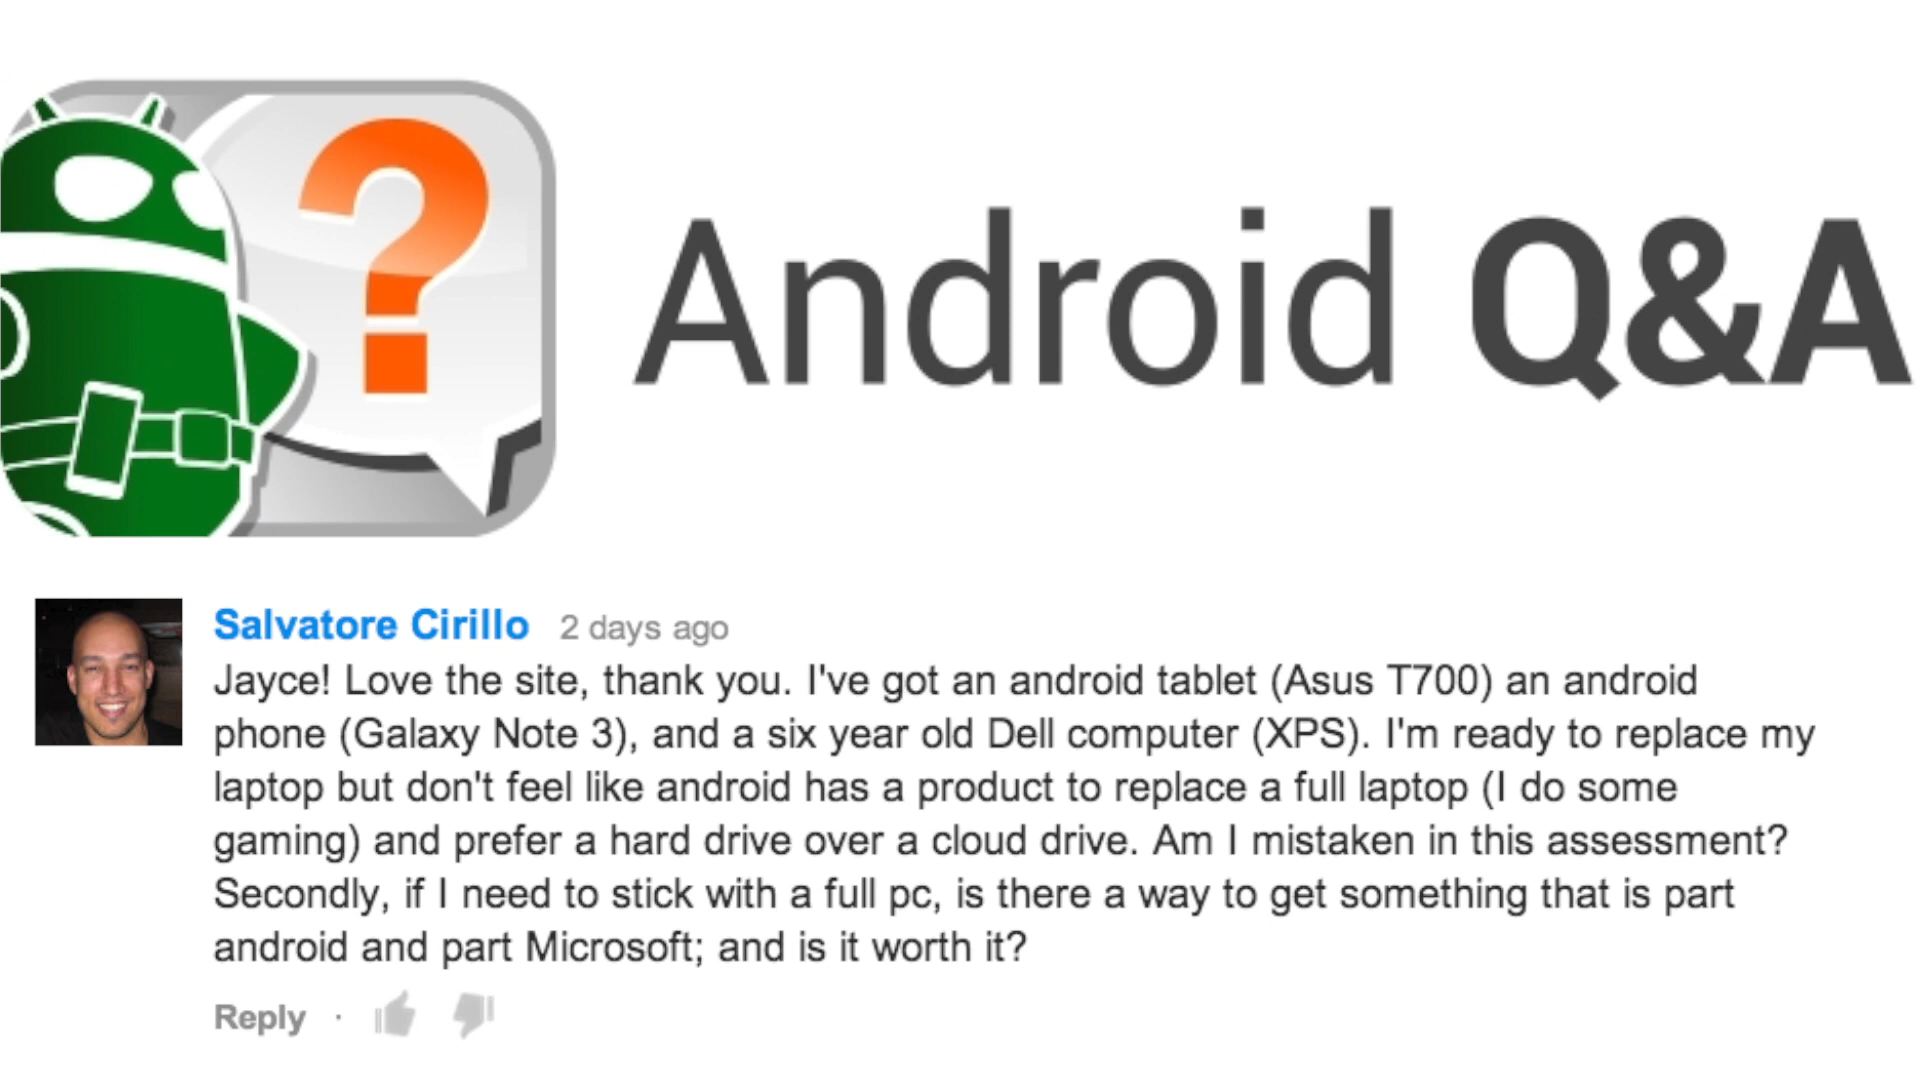 ?
Android Q&A
Salvatore Cirillo 2 days ago
Jayce! Love the site, thank you. I've got an android tablet (Asus T700) an android
phone (Galaxy Note 3), and a six year old Dell computer (XPS). I'm ready to replace my
laptop but don't feel like android has a product to replace a full laptop (I do some
gaming) and prefer a hard drive over a cloud drive. Am I mistaken in this assessment?
Secondly, if I need to stick with a full pc, is there a way to get something that is part
android and part Microsoft; and is it worth it?
Reply ·